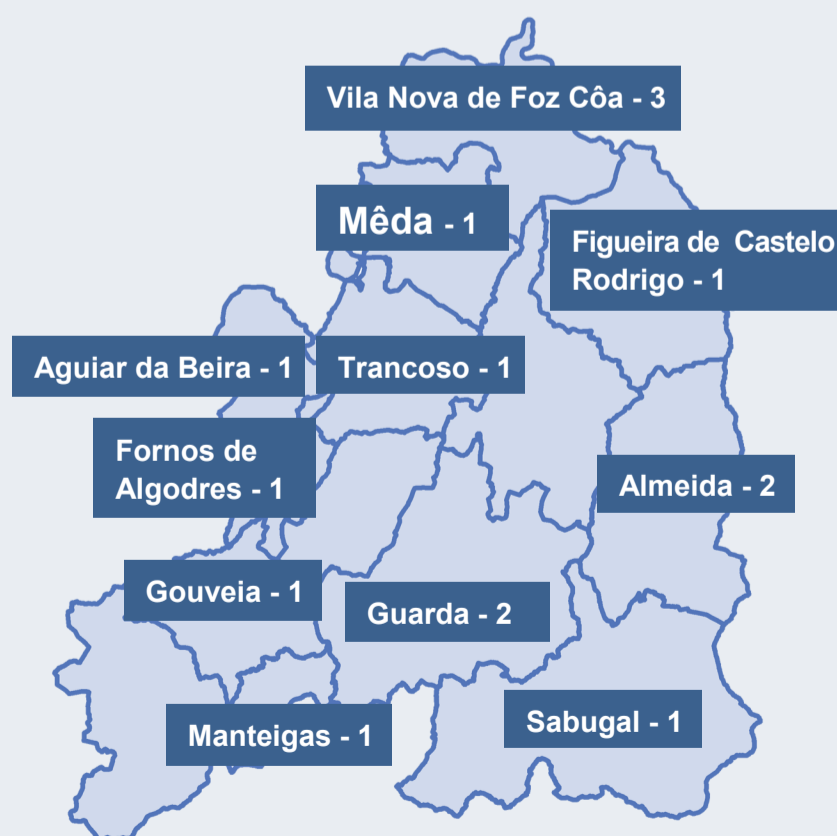 Vila Nova de Foz Côa - 3
Mêda - 1
Figueira de Castelo
Rodrigo - 1
Aguiar da Beira - 1
Trancoso - 1
Fornos de
Algodres - 1
Almeida - 2
Gouveia - 1
Guarda - 2
Manteigas - 1
Sabugal - 1